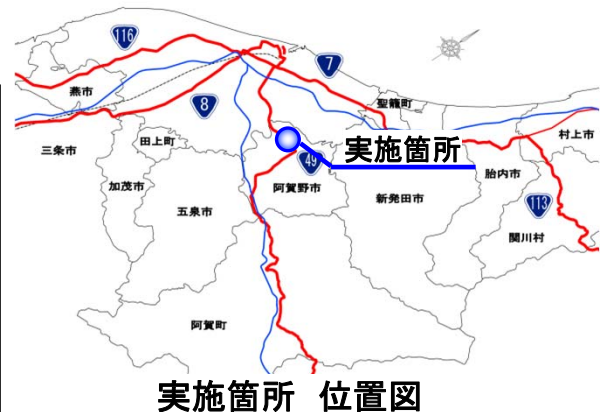 116
7
燕市
8
聖籠町
三条市
田上町
実施箇所
村上市
49
加茂市
阿賀野市
胎内市
五泉市
新発田市
113
関川村
阿賀町
実施箇所 位置図